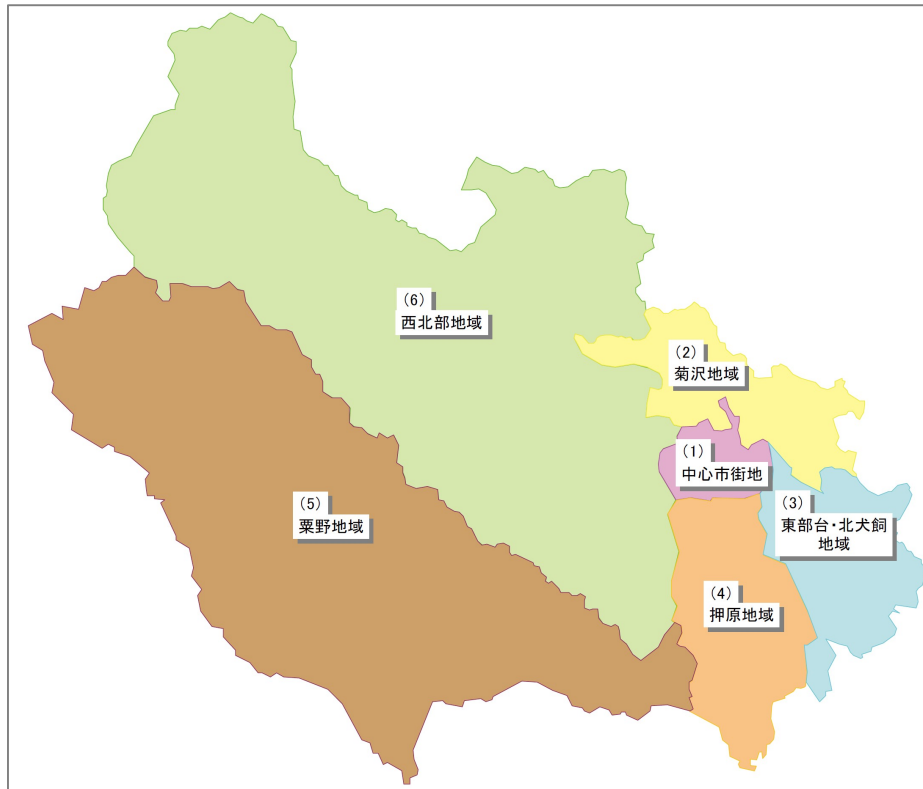 (1)
中心市街地
(2)
菊沢地域
(3)
東部台・北犬飼
地域
(4)
押原地域
(5)
粟野地域
(6)
西北部地域